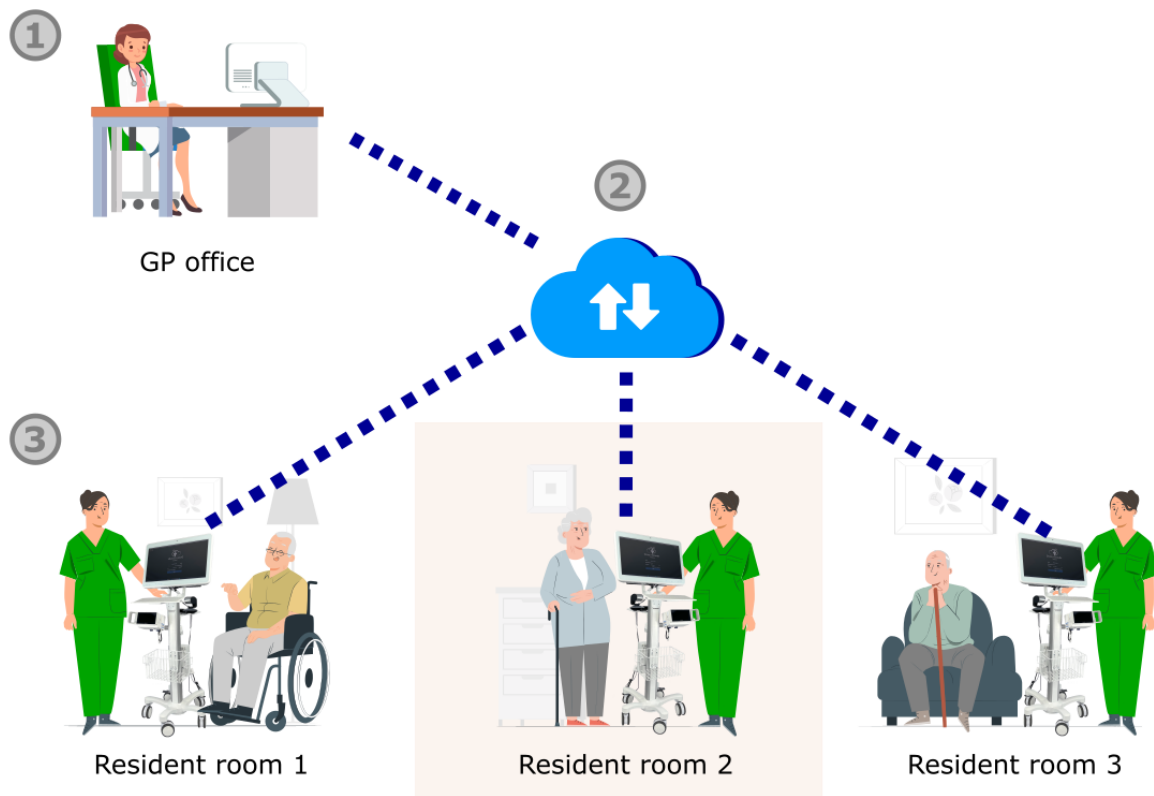 1
GP office
2
3
Resident room 1
Resident room 2
Resident room 3